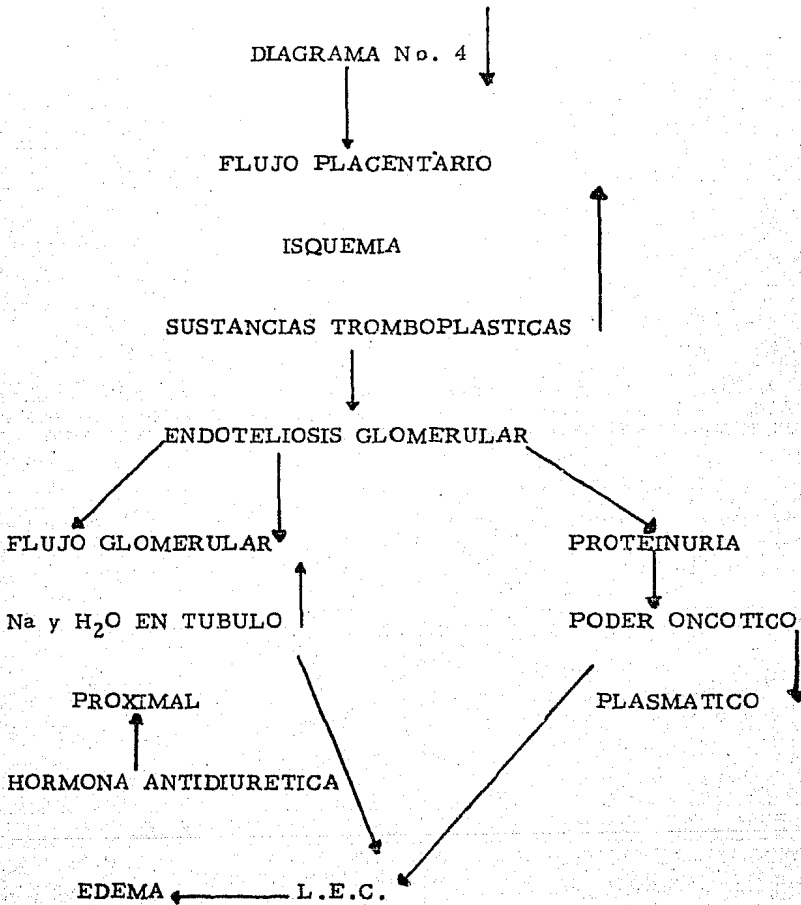 DIAGRAMA No. 4
FLUJO PLACENTARIO
ISQUEMIA
SUSTANCIAS TROMBOPLASTICAS
ENDOTELIOSIS GLOMERULAR
FLUJO GLOMERULAR PROTEINURIA
Na y H₂O EN TUBULO PODER ONCOTICO
PROXIMAL PLASMATICO
HORMONA ANTIDIURETICA
EDEMA L.E.C.